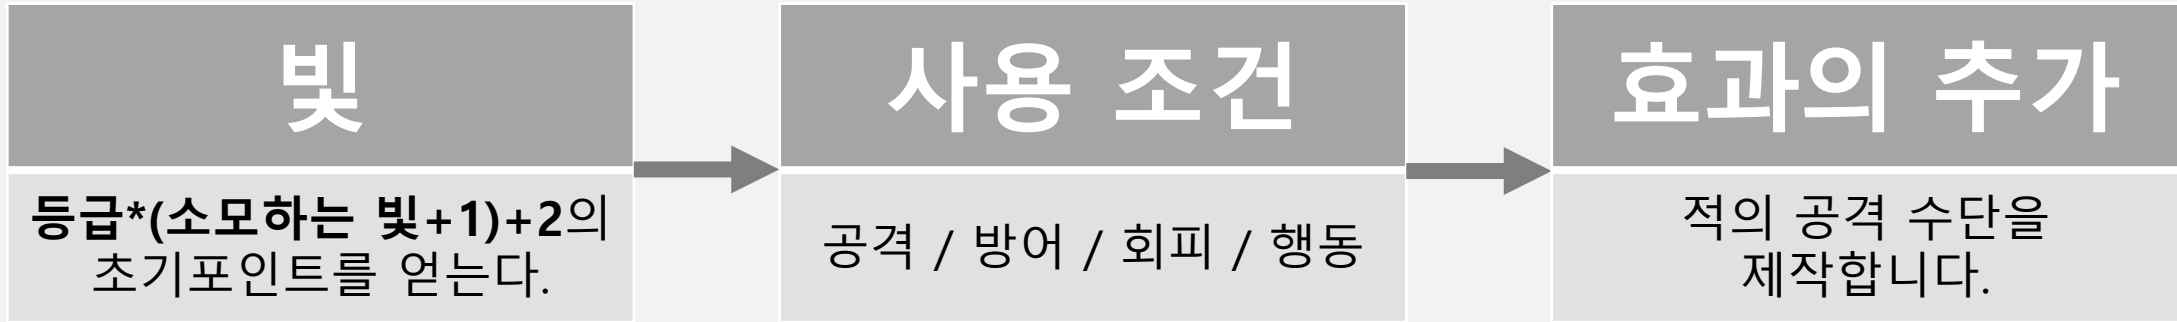 빛
등급*(소모하는 빛+1)+2의
초기포인트를 얻는다.
사용 조건
공격 / 방어 / 회피 / 행동
효과의 추가
적의 공격 수단을
제작합니다.